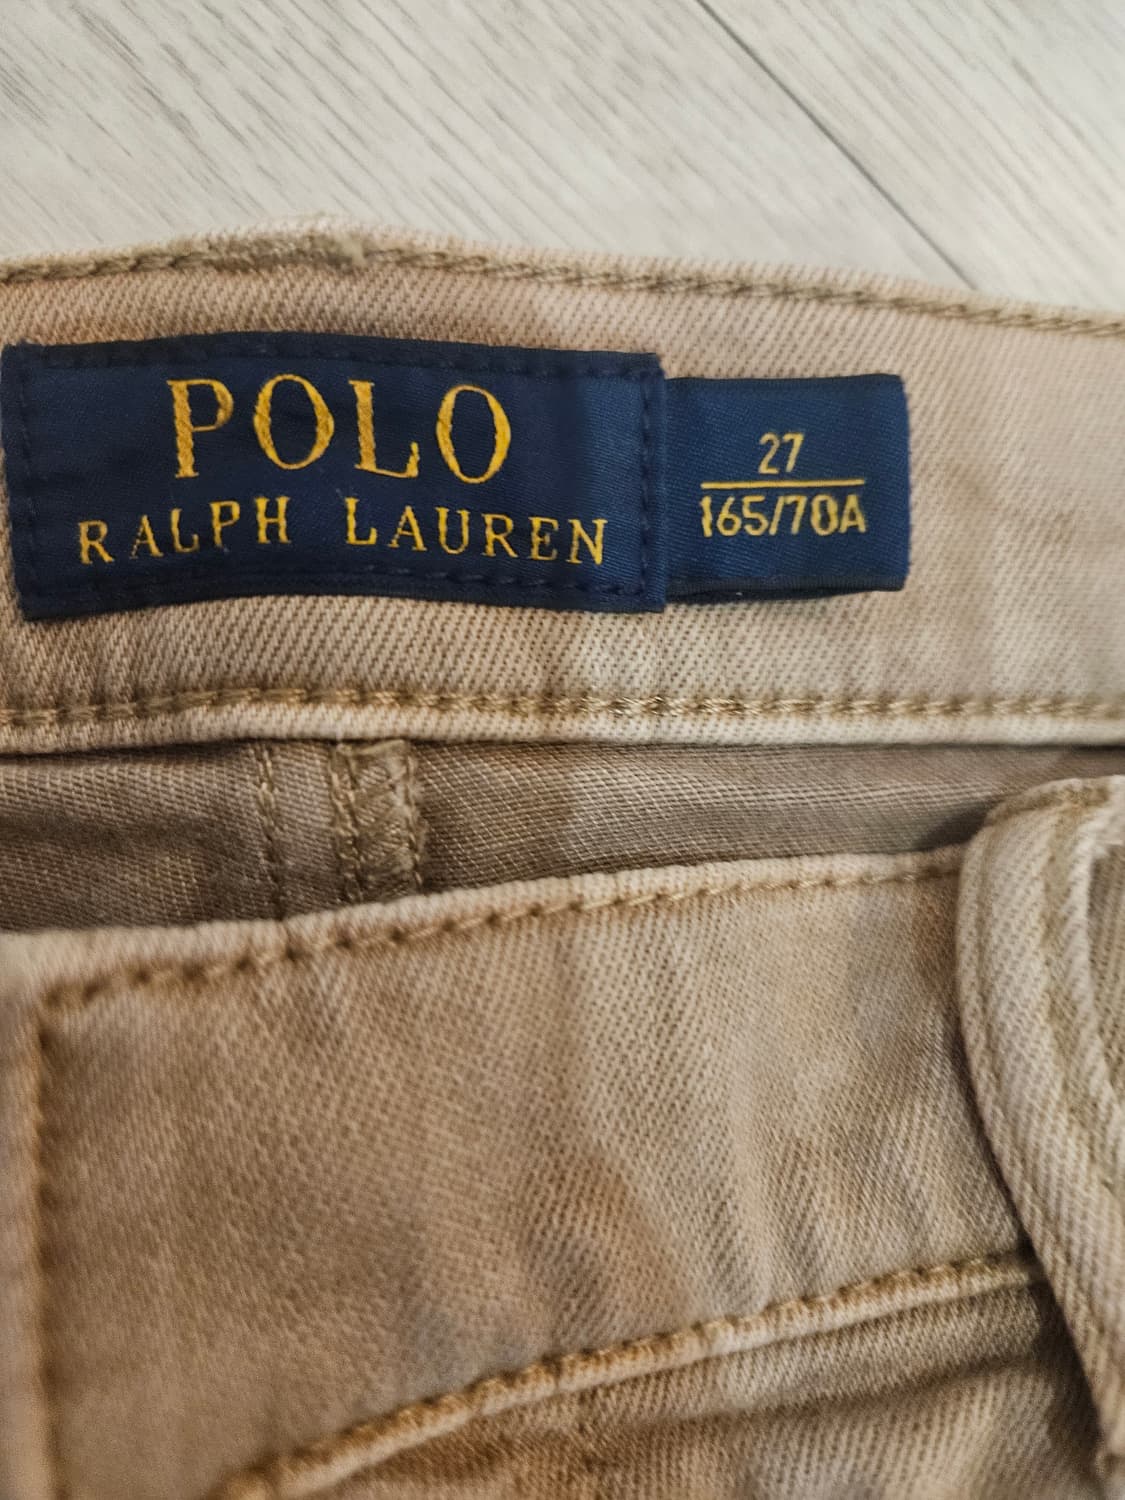 POLO
RALPH LAUREN
27
165/70A